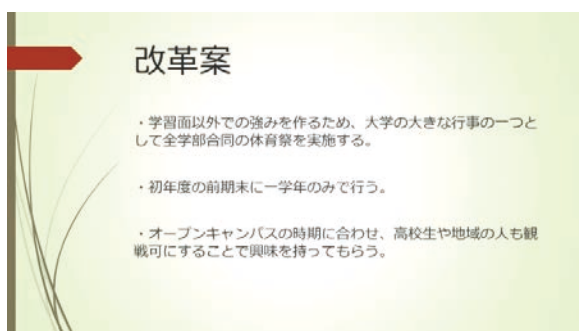 改革案
・学習面以外での強みを作るため、大学の大きな行事の一つと
して全学部合同の体育祭を実施する。
・初年度の前期末に一学年のみで行う。
・オープンキャンパスの時期に合わせ、高校生や地域の人も観
戦可にすることで興味を持ってもらう。